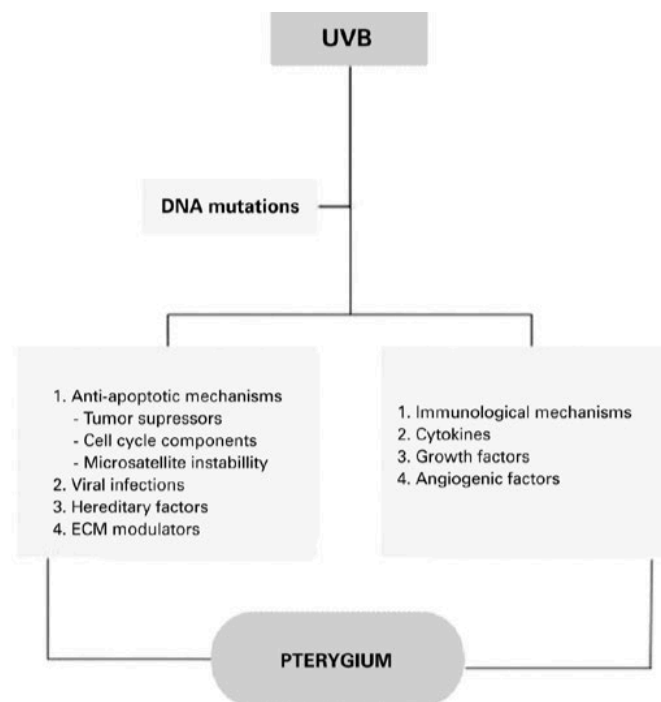 UVB
DNA mutations
1. Anti-apoptotic mechanisms
- Tumor supressors
- Cell cycle components
- Microsatellite instabillity
2. Viral infections
3. Hereditary factors
4. ECM modulators
1. Immunological mechanisms
2. Cytokines
3. Growth factors
4. Angiogenic factors
PTERYGIUM